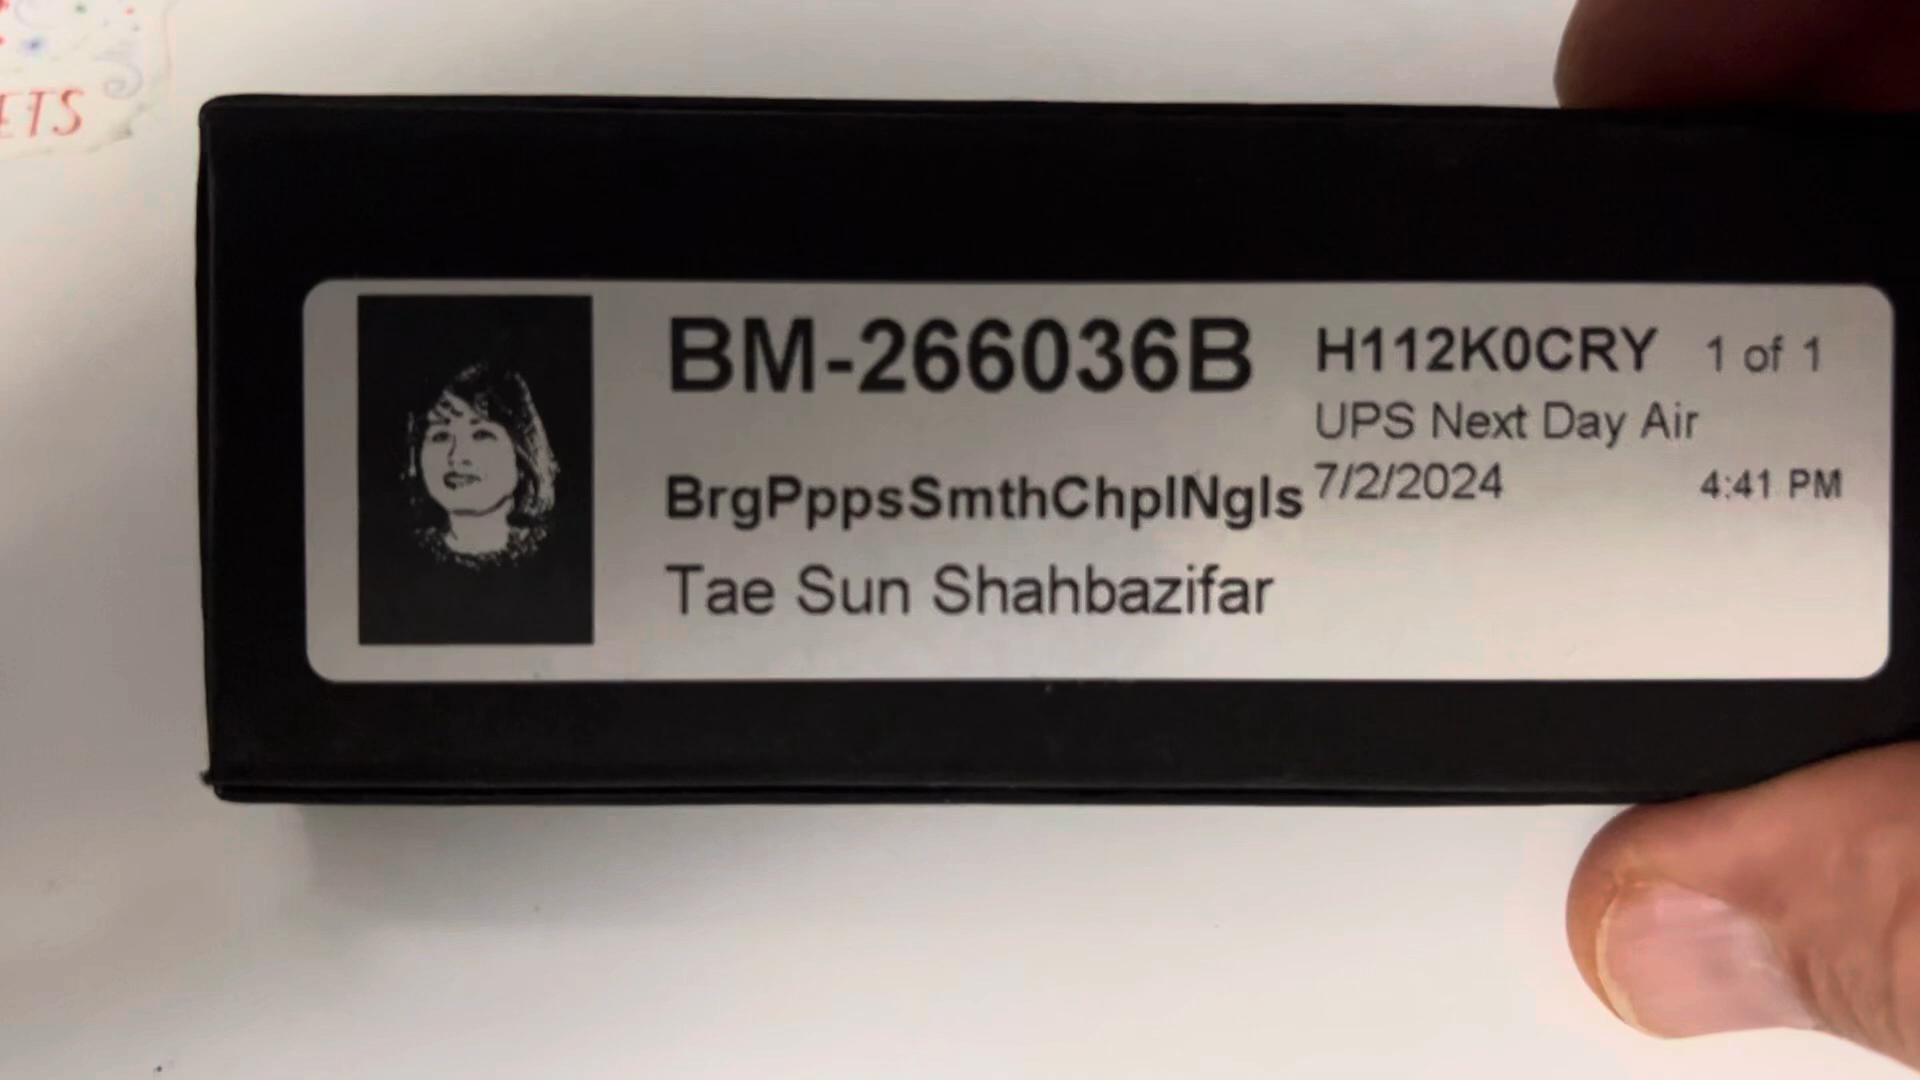 ETS
BM-266036B
H112K0CRY 1 of 1
UPS Next Day Air
7/2/2024 4:41 PM
BrgPppsSmthChplNgls
Tae Sun Shahbazifar